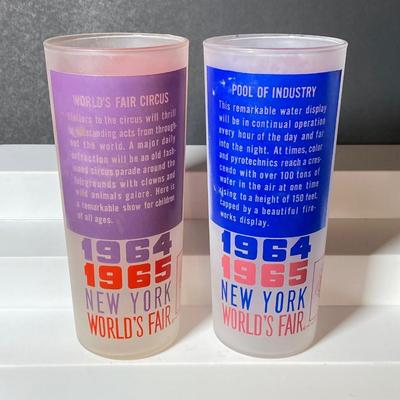 WORLD'S FAIR CIRCUS
Visitors to the circus will thrill
to outstanding acts from through-
out the world. A major daily
attraction will be an old fash-
ioned circus parade around the
fairgrounds with clowns and
wild animals galore. Here is
a remarkable show for children
of all ages.
1964
1965
NEW YORK
WORLD'S FAIR
POOL OF INDUSTRY
This remarkable water display
will be in continual operation
every hour of the day and far
into the night. At times, color
and pyrotechnics reach a cres-
cendo with over 100 tons of
water in the air at one time
rising to a height of 150 feet,
capped by a beautiful fire-
works display.
1964
1965
NEW YORK
WORLD'S FAIR